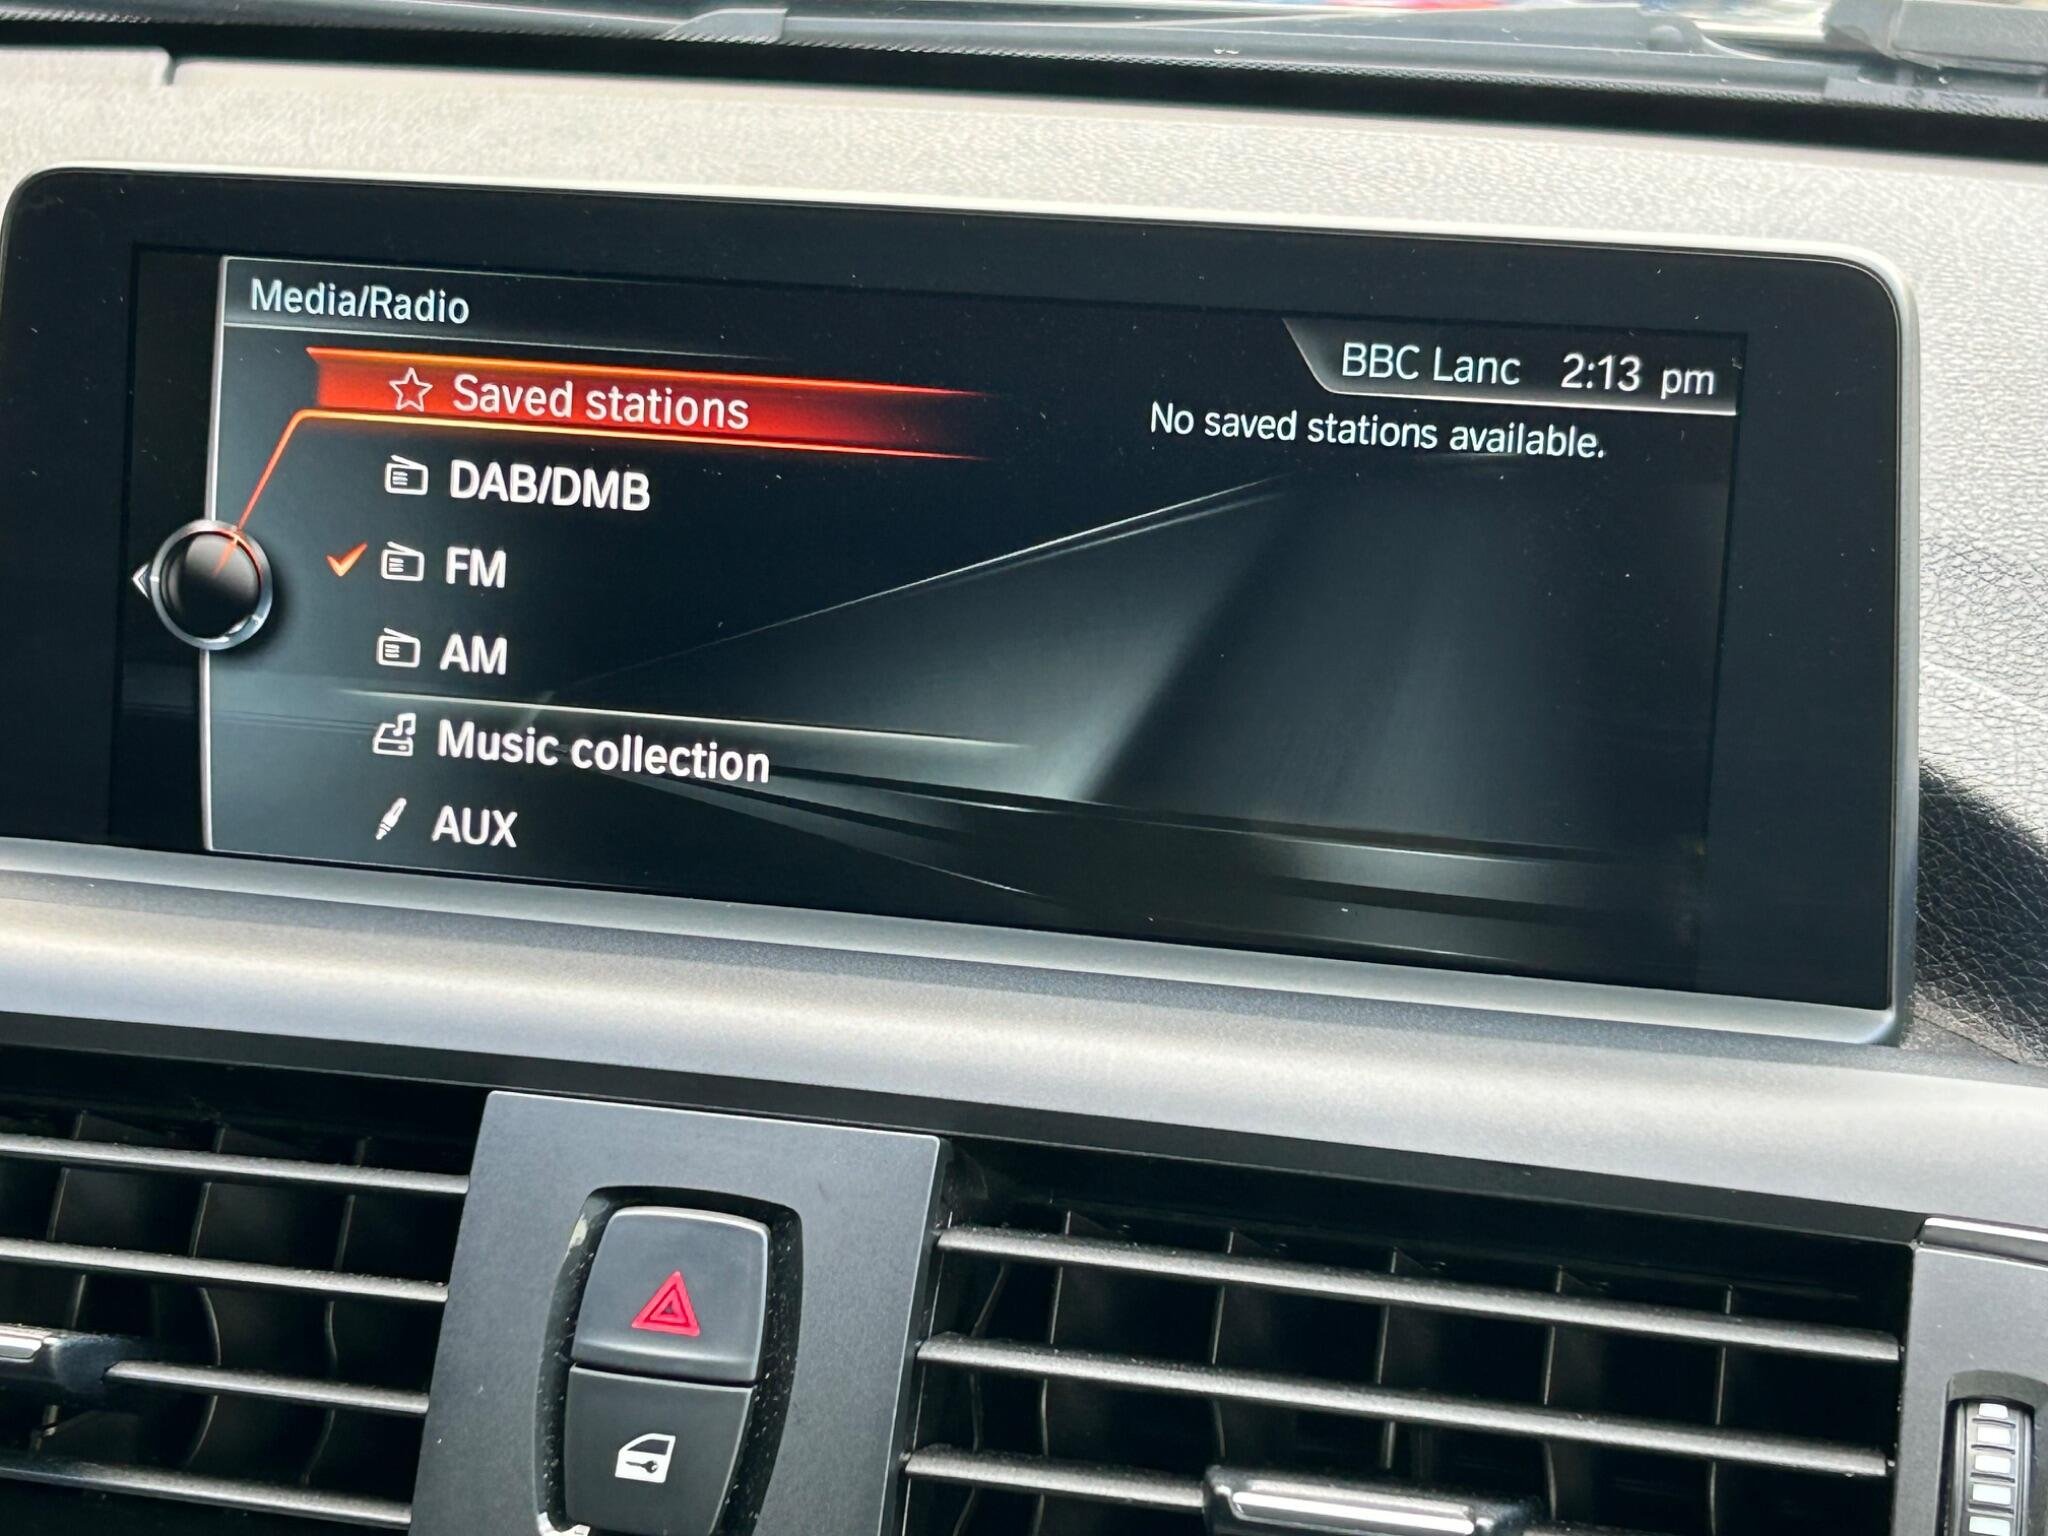 Media/Radio
BBC Lanc 2:13 pm
Saved stations
No saved stations available.
DAB/DMB
FM
AM
Music collection
AUX